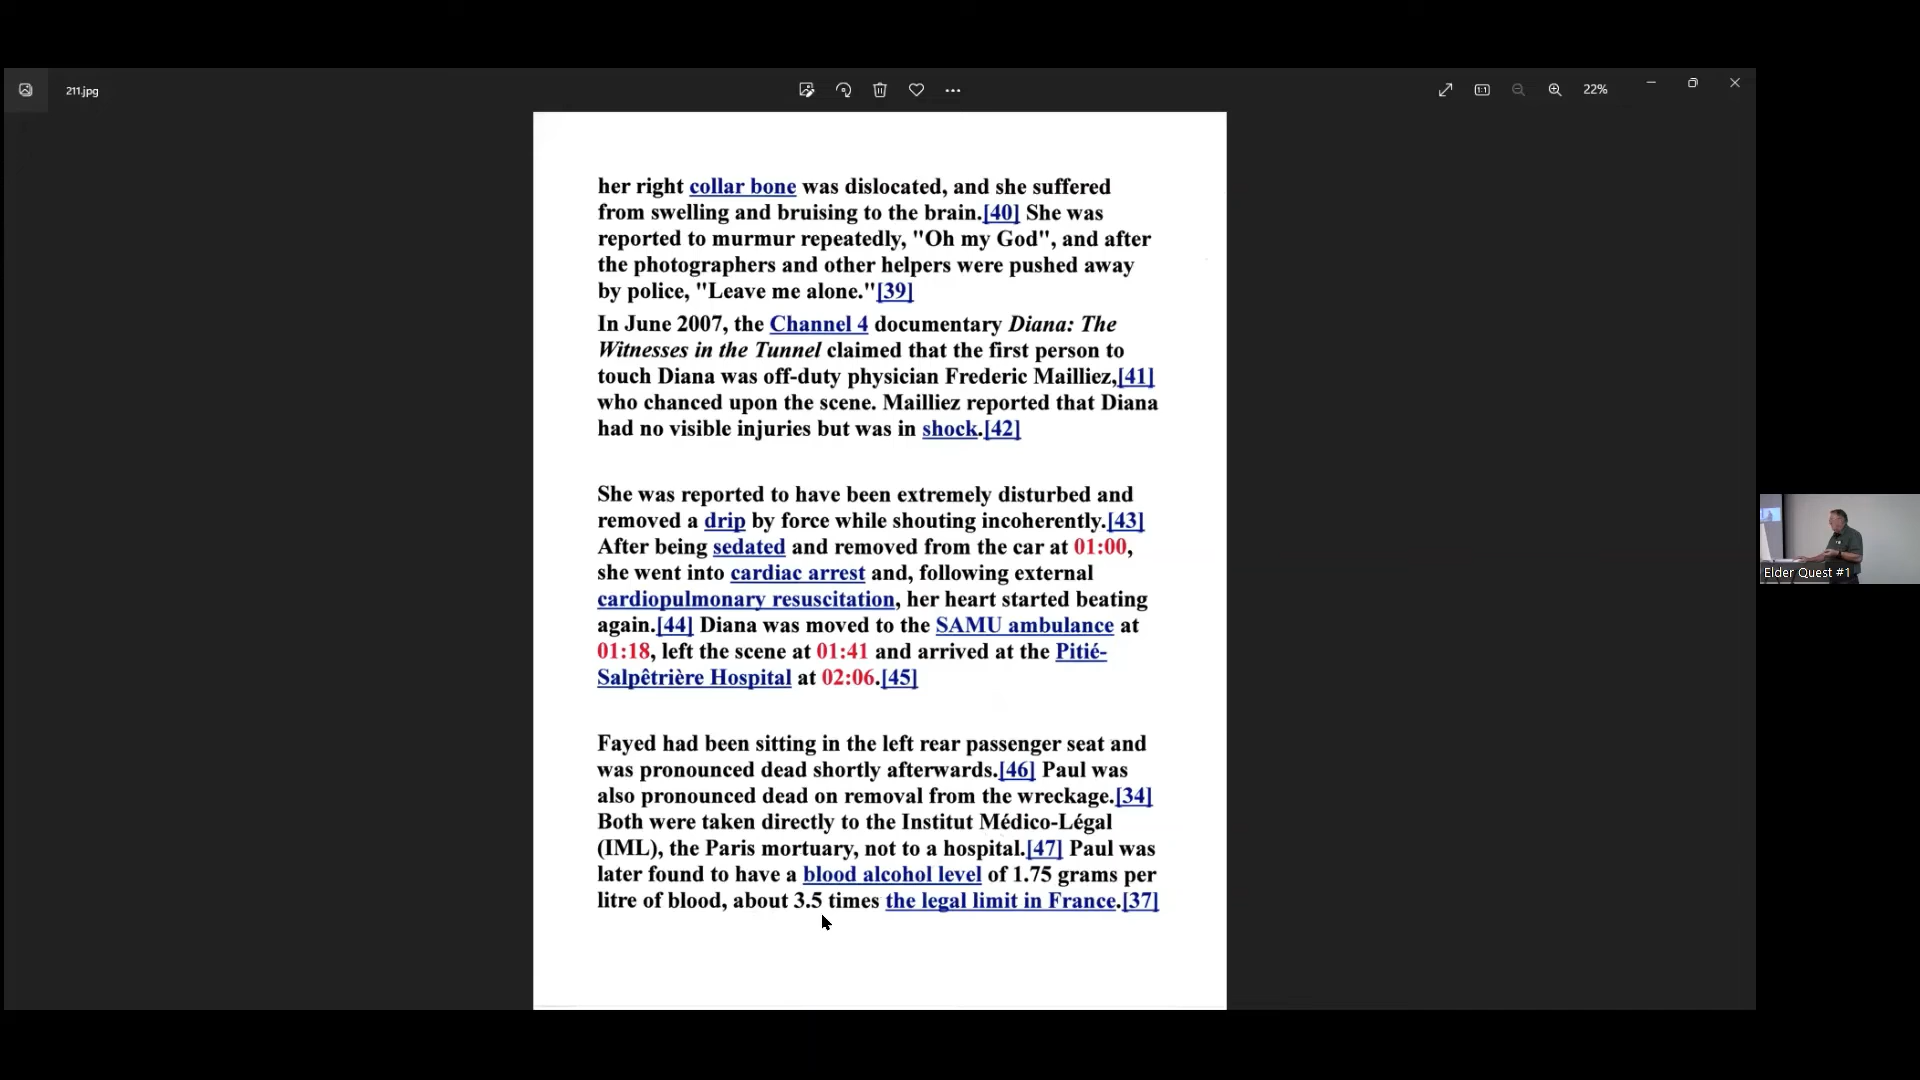 211.jpg
22%
her right collar bone was dislocated, and she suffered
from swelling and bruising to the brain.[40] She was
reported to murmur repeatedly, "Oh my God", and after
the photographers and other helpers were pushed away
by police, "Leave me alone."[39]
In June 2007, the Channel 4 documentary Diana: The
Witnesses in the Tunnel claimed that the first person to
touch Diana was off-duty physician Frederic Mailliez,[41]
who chanced upon the scene. Mailliez reported that Diana
had no visible injuries but was in shock.[42]
She was reported to have been extremely disturbed and
removed a drip by force while shouting incoherently.[43]
After being sedated and removed from the car at 01:00,
she went into cardiac arrest and, following external
cardiopulmonary resuscitation, her heart started beating
again.[44] Diana was moved to the SAMU ambulance at
01:18, left the scene at 01:41 and arrived at the Pitié-
Salpêtrière Hospital at 02:06.[45]
Fayed had been sitting in the left rear passenger seat and
was pronounced dead shortly afterwards.[46] Paul was
also pronounced dead on removal from the wreckage.[34]
Both were taken directly to the Institut Médico-Légal
(IML), the Paris mortuary, not to a hospital.[47] Paul was
later found to have a blood alcohol level of 1.75 grams per
litre of blood, about 3.5 times the legal limit in France.[37]
Elder Quest #1